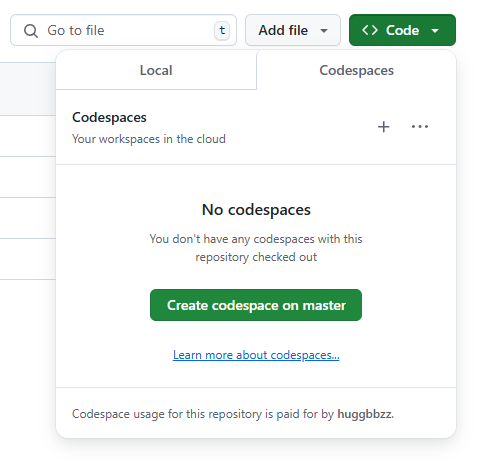 Go to file
t
Add file
Code
Local
Codespaces
Codespaces
Your workspaces in the cloud
No codespaces
You don't have any codespaces with this
repository checked out
Create codespace on master
Learn more about codespaces...
Codespace usage for this repository is paid for by huggbbzz.